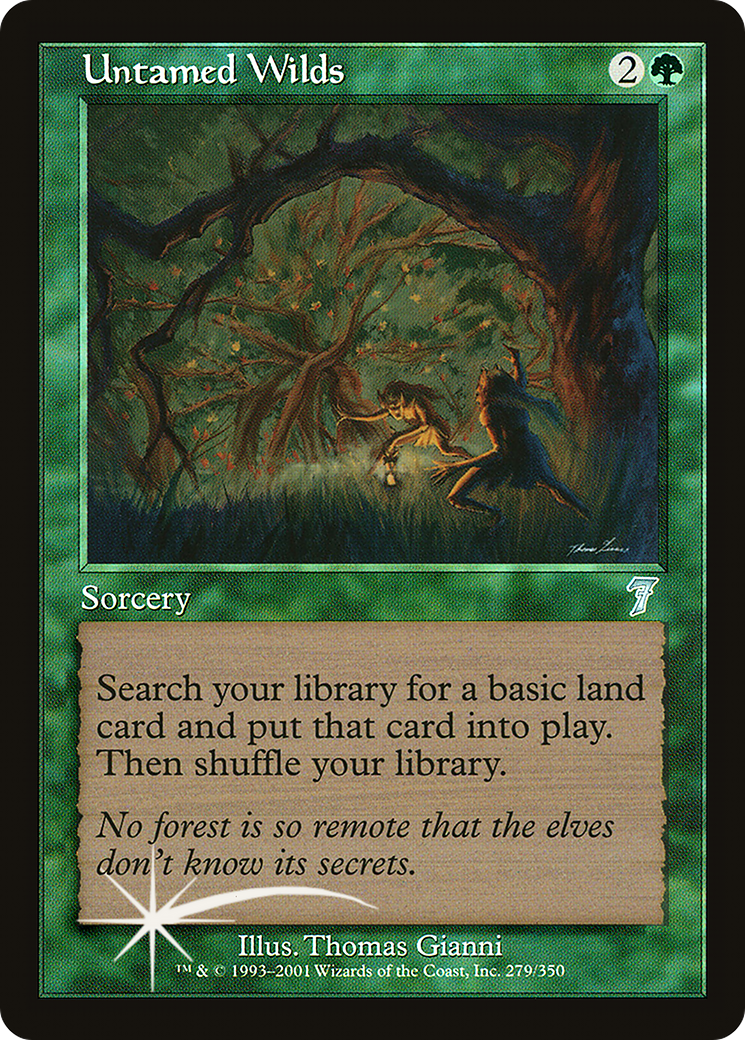 Untamed Wilds 2
Sorcery 7
Search your library for a basic land
card and put that card into play.
Then shuffle your library.
No forest is so remote that the elves
don't know its secrets.
Illus. Thomas Gianni
™ & © 1993–2001 Wizards of the Coast, Inc. 279/350